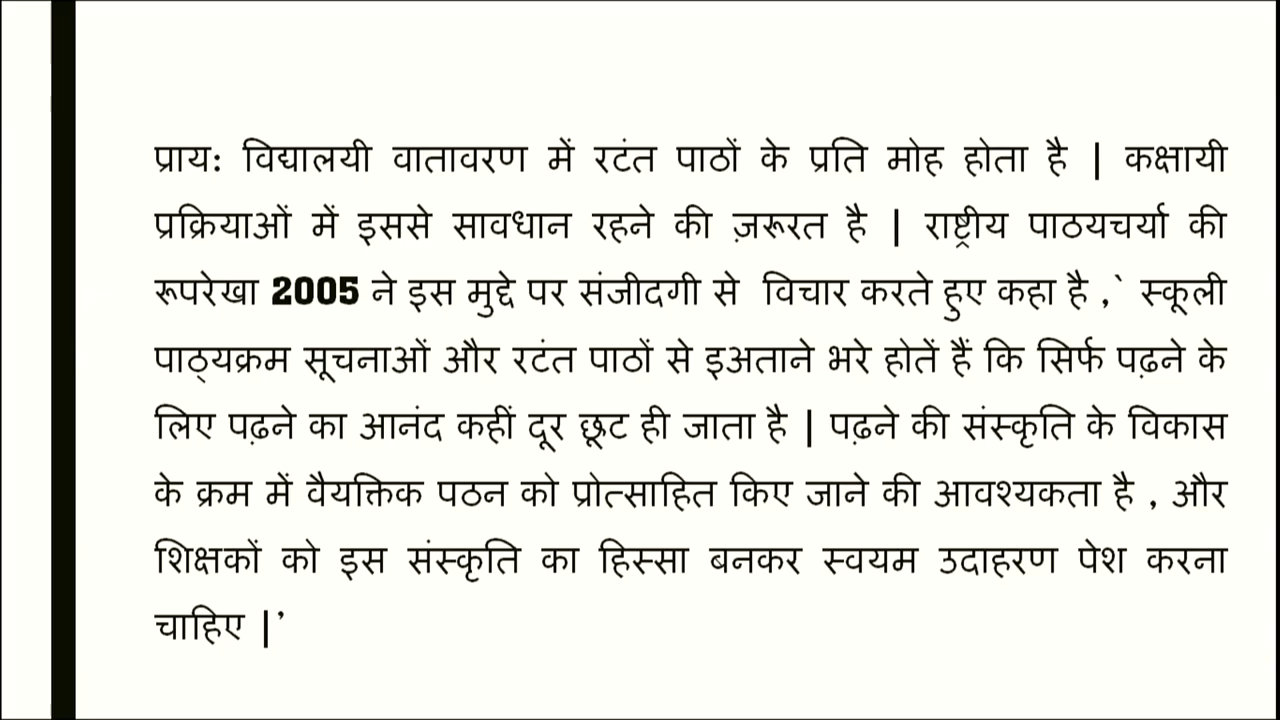 प्राय: विद्यालयी वातावरण में रटंत पाठों के प्रति मोह होता है | कक्षायी
प्रक्रियाओं में इससे सावधान रहने की ज़रूरत है | राष्ट्रीय पाठयचर्या की
रूपरेखा 2005 ने इस मुद्दे पर संजीदगी से विचार करते हुए कहा है ,` स्कूली
पाठ्यक्रम सूचनाओं और रटंत पाठों से इअताने भरे होतें हैं कि सिर्फ पढ़ने के
लिए पढ़ने का आनंद कहीं दूर छूट ही जाता है | पढ़ने की संस्कृति के विकास
के क्रम में वैयक्तिक पठन को प्रोत्साहित किए जाने की आवश्यकता है , और
शिक्षकों को इस संस्कृति का हिस्सा बनकर स्वयम उदाहरण पेश करना
चाहिए |’